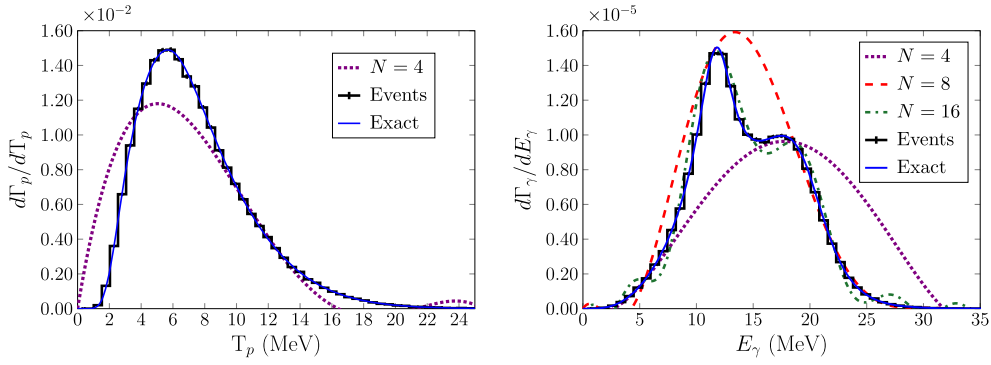 ×10⁻²
1.60
1.40
1.20
1.00
0.80
0.60
0.40
0.20
0.00
dΓₚ/dTₚ
N = 4
Events
Exact
0 2 4 6 8 10 12 14 16 18 20 22 24
Tₚ (MeV)
×10⁻⁵
1.60
1.40
1.20
1.00
0.80
0.60
0.40
0.20
0.00
dΓᵧ/dEᵧ
N = 4
N = 8
N = 16
Events
Exact
0 5 10 15 20 25 30 35
Eᵧ (MeV)